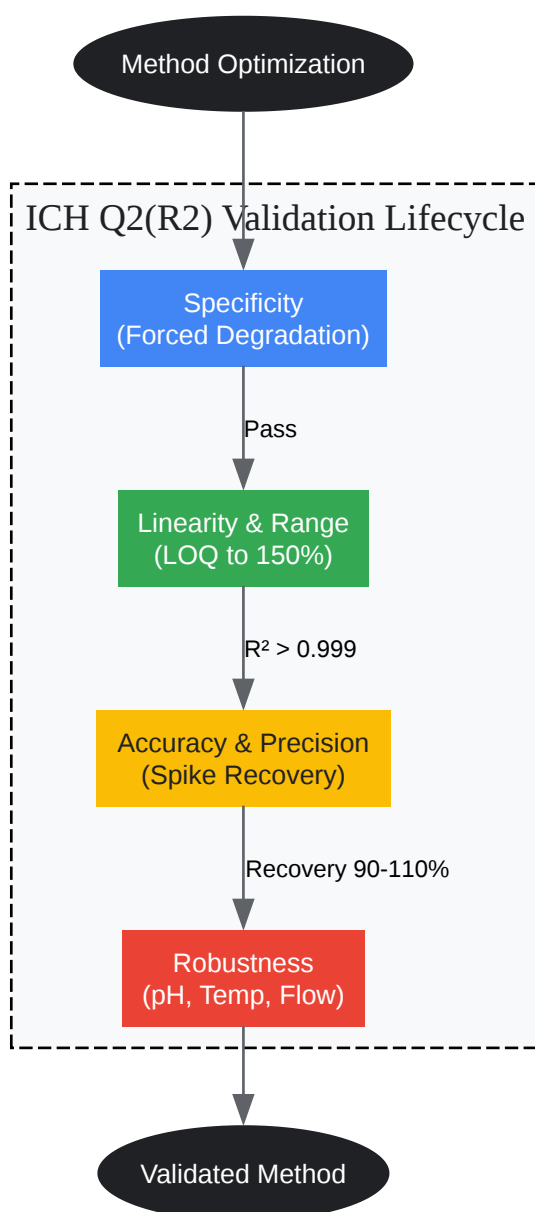 Method Optimization
ICH Q2(R2) Validation Lifecycle
Specificity
(Forced Degradation)
Pass
Linearity & Range
(LOQ to 150%)
R² > 0.999
Accuracy & Precision
(Spike Recovery)
Recovery 90-110%
Robustness
(pH, Temp, Flow)
Validated Method